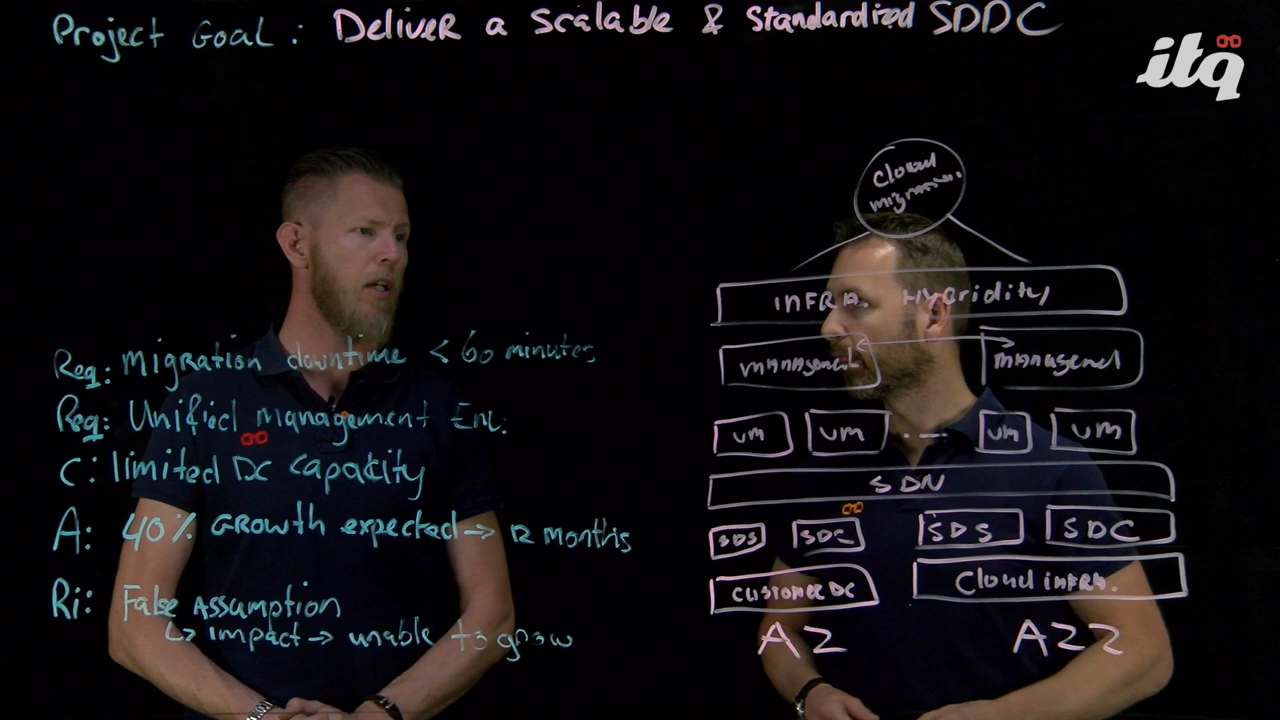 Project Goal: Deliver a Scalable & Standardized SDDC
itq
Req: Migration downtime < 60 minutes
Req: Unified Management Env.
C: limited DC capacity
A: 40% Growth expected → 12 months
Ri: False Assumption
↳ impact → unable to grow
Cloud
migration.
INFRA. Hybridity
management management
VM VM ... VM VM
SDN
SDS SDC SDS SDC
Customer DC Cloud infra.
AZ AZ2